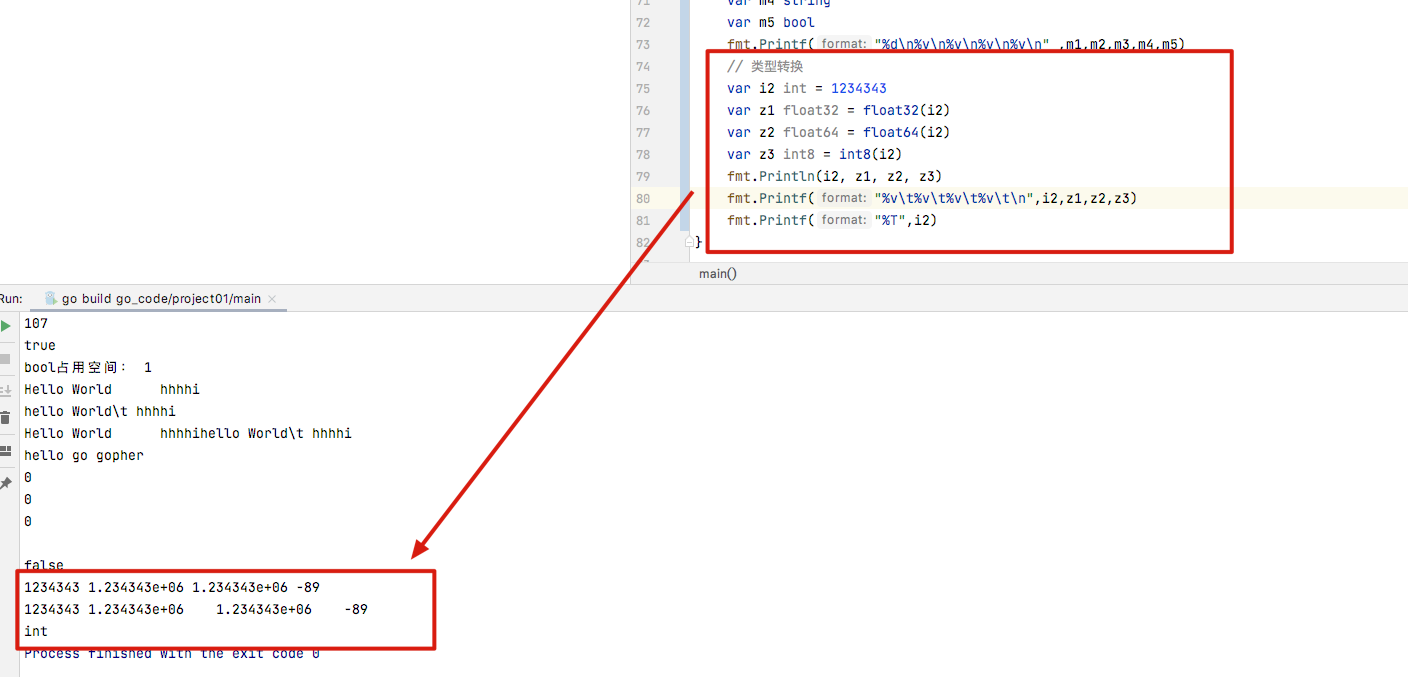 71 var m4 string
72 var m5 bool
73 fmt.Printf( format: "%d\n%v\n%v\n%v\n%v\n" ,m1,m2,m3,m4,m5)
74 // 类型转换
75 var i2 int = 1234343
76 var z1 float32 = float32(i2)
77 var z2 float64 = float64(i2)
78 var z3 int8 = int8(i2)
79 fmt.Println(i2, z1, z2, z3)
80 fmt.Printf( format: "%v\t%v\t%v\t%v\t\n",i2,z1,z2,z3)
81 fmt.Printf( format: "%T",i2)
82 }
main()
Run: go build go_code/project01/main ×
107
true
bool占用空间： 1
Hello World      hhhhi
hello World\t hhhhi
Hello World      hhhhihello World\t hhhhi
hello go gopher
0
0
0
false
1234343 1.234343e+06 1.234343e+06 -89
1234343 1.234343e+06    1.234343e+06    -89
int
Process finished with the exit code 0